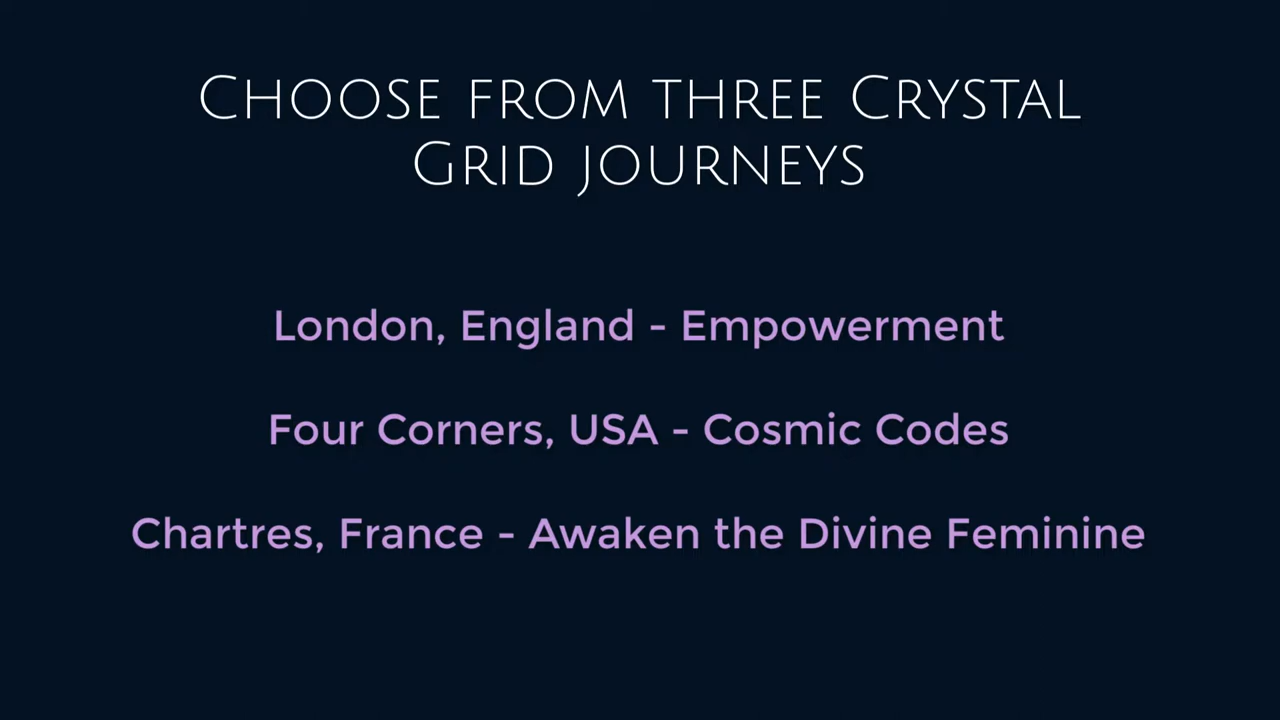 Choose from three Crystal
Grid journeys
London, England - Empowerment
Four Corners, USA - Cosmic Codes
Chartres, France - Awaken the Divine Feminine